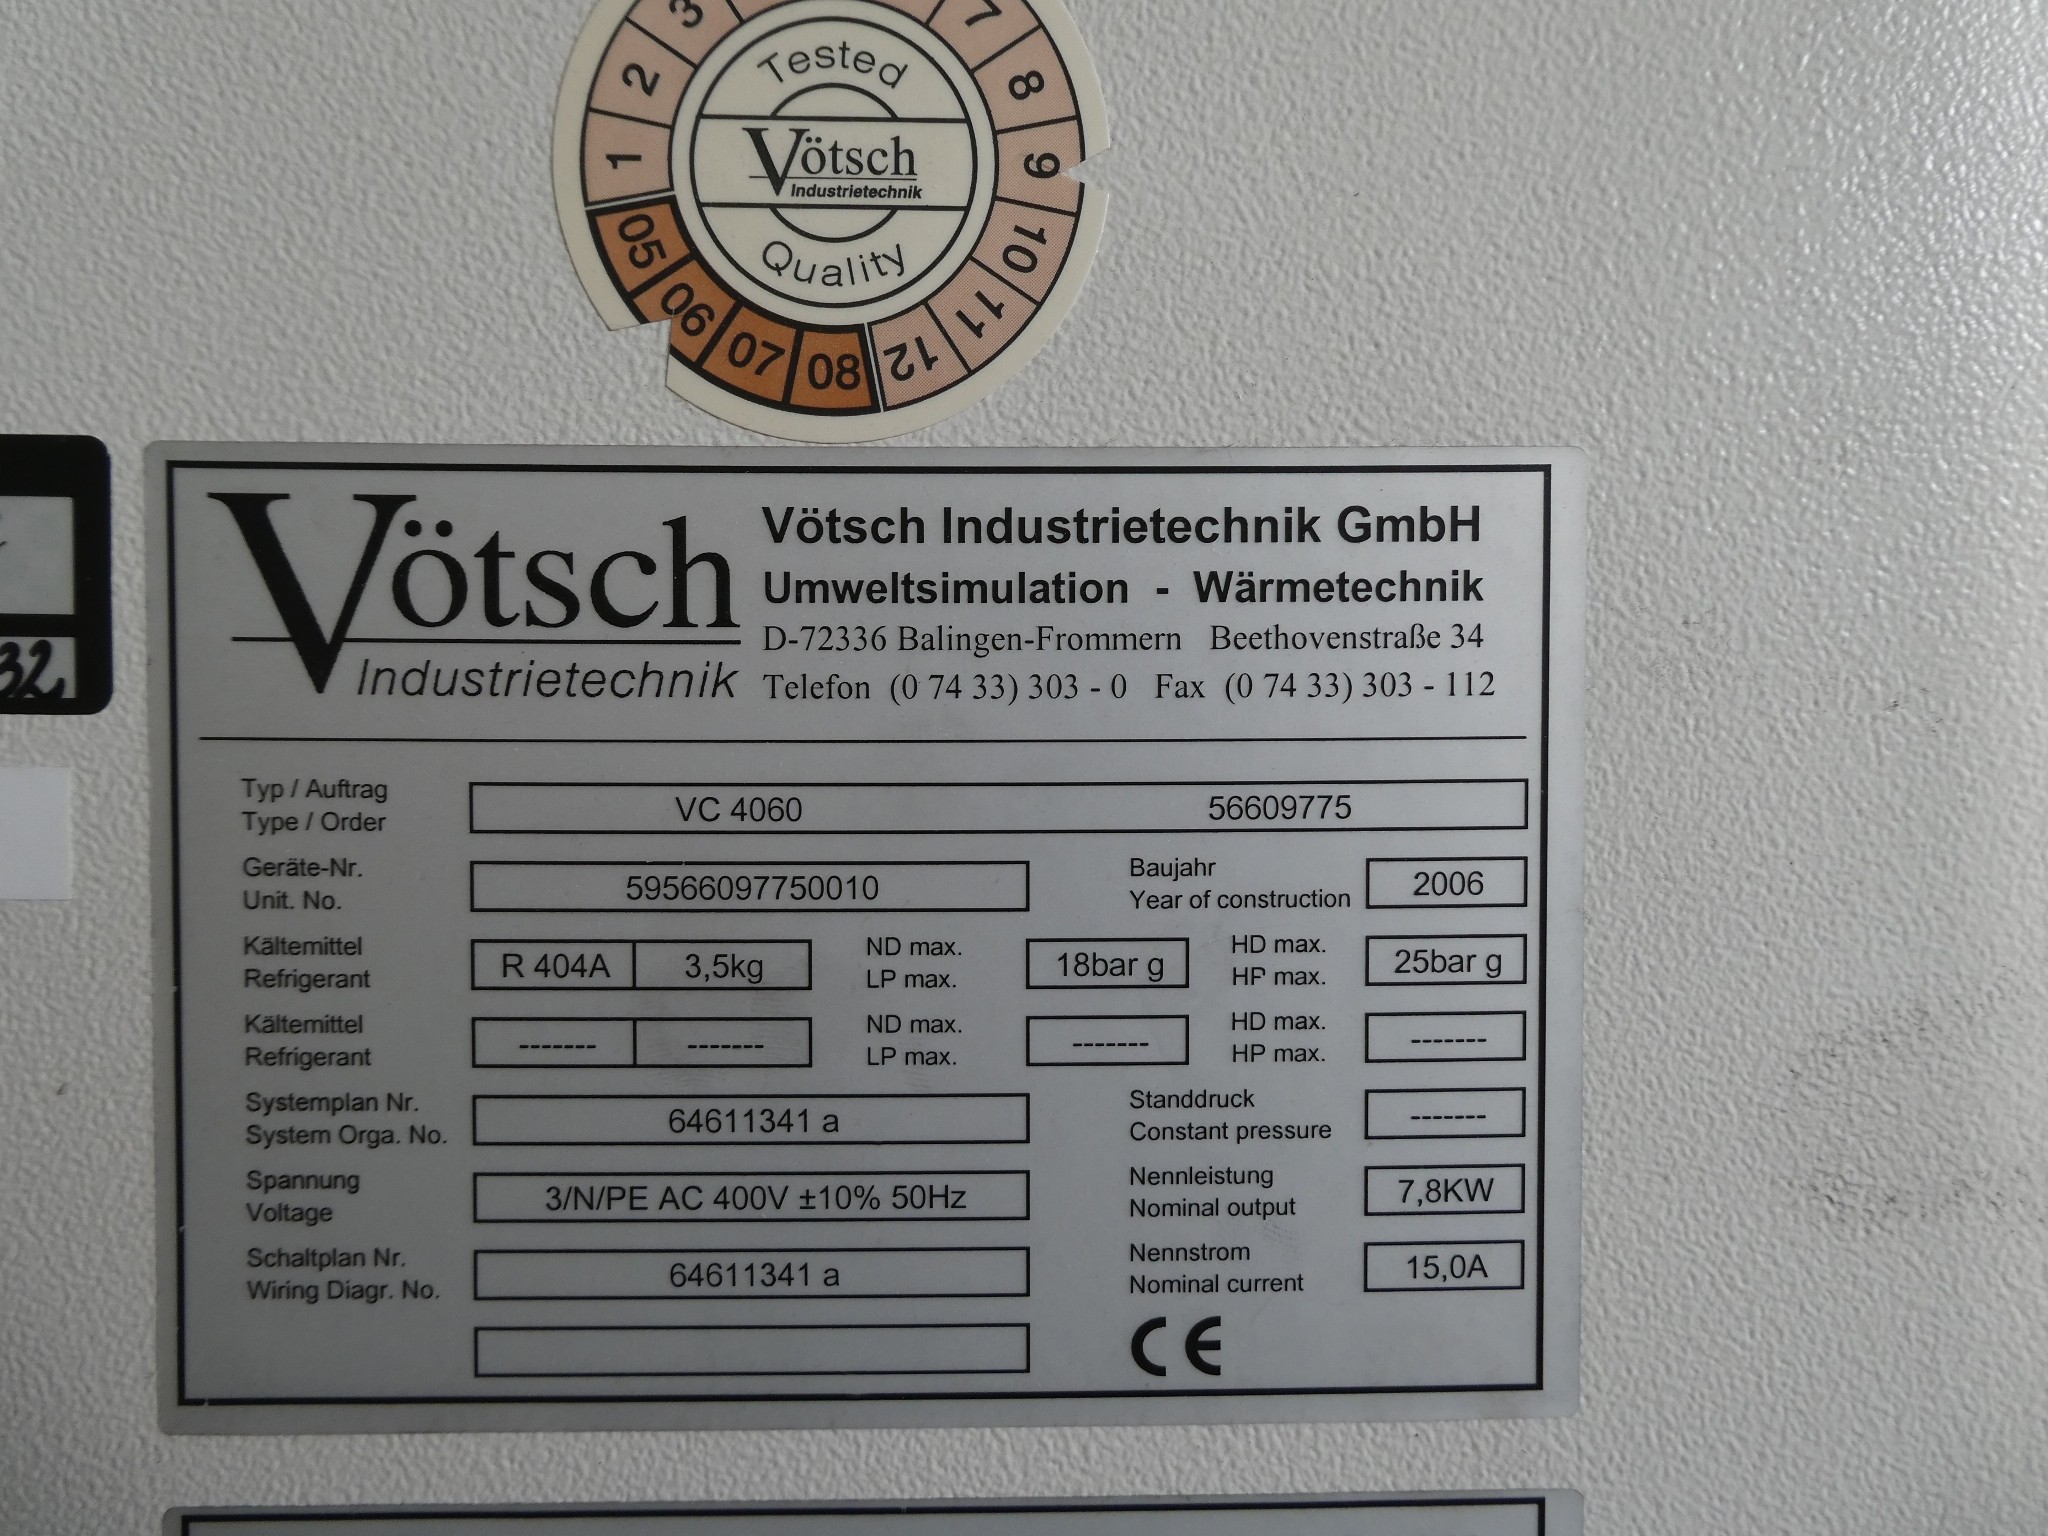 3
7
2
8
1
9
05
10
06
11
07
08
12
Tested
Vötsch
Industrietechnik
Quality
32
Vötsch
Industrietechnik
Vötsch Industrietechnik GmbH
Umweltsimulation - Wärmetechnik
D-72336 Balingen-Frommern Beethovenstraße 34
Telefon (0 74 33) 303 - 0 Fax (0 74 33) 303 - 112
Typ / Auftrag
Type / Order
VC 4060 56609775
Geräte-Nr.
Unit. No.
59566097750010
Baujahr
Year of construction
2006
Kältemittel
Refrigerant
R 404A 3,5kg
ND max.
LP max.
18bar g
HD max.
HP max.
25bar g
Kältemittel
Refrigerant
------- -------
ND max.
LP max.
-------
HD max.
HP max.
-------
Systemplan Nr.
System Orga. No.
64611341 a
Standdruck
Constant pressure
-------
Spannung
Voltage
3/N/PE AC 400V ±10% 50Hz
Nennleistung
Nominal output
7,8KW
Schaltplan Nr.
Wiring Diagr. No.
64611341 a
Nennstrom
Nominal current
15,0A
CE